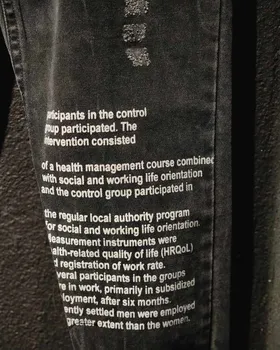 participants in the control
group participated. The
intervention consisted
of a health management course combined
with social and working life orientation
and the control group participated in
the regular local authority program
for social and working life orientation.
Measurement instruments were
health-related quality of life (HRQoL)
d registration of work rate.
veral participants in the groups
re in work, primarily in subsidized
loyment, after six months.
ently settled men were employed
greater extent than the women.